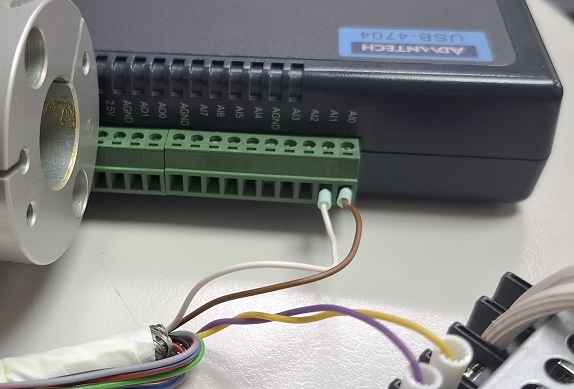 ADVANTECH
USB-4704
2.5V
AGND
AO1
AO0
AGND
AI7
AI6
AI5
AI4
AGND
AI3
AI2
AI1
AI0